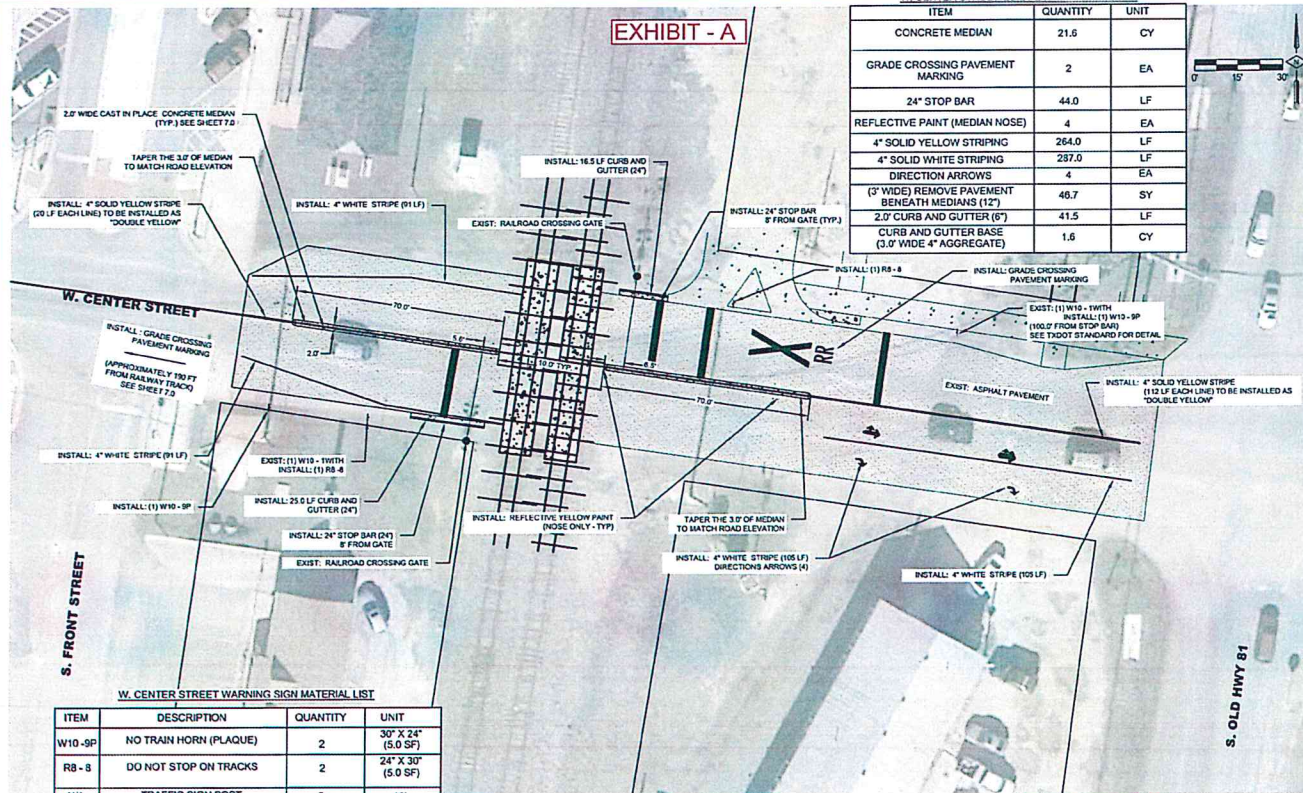 EXHIBIT - A
ITEM QUANTITY UNIT
CONCRETE MEDIAN 21.6 CY
GRADE CROSSING PAVEMENT
MARKING 2 EA
24" STOP BAR 44.0 LF
REFLECTIVE PAINT (MEDIAN NOSE) 4 EA
4" SOLID YELLOW STRIPING 264.0 LF
4" SOLID WHITE STRIPING 287.0 LF
DIRECTION ARROWS 4 EA
(3' WIDE) REMOVE PAVEMENT
BENEATH MEDIANS (12") 46.7 SY
2.0' CURB AND GUTTER (6") 41.5 LF
CURB AND GUTTER BASE
(3.0' WIDE 4" AGGREGATE) 1.6 CY
N
0 15' 30'
2.0' WIDE CAST IN PLACE CONCRETE MEDIAN
(TYP.) SEE SHEET 7.0
TAPER THE 3.0' OF MEDIAN
TO MATCH ROAD ELEVATION
INSTALL: 4" SOLID YELLOW STRIPE
(20 LF EACH LINE) TO BE INSTALLED AS
"DOUBLE YELLOW"
INSTALL: 4" WHITE STRIPE (91 LF)
INSTALL: 16.5 LF CURB AND
GUTTER (24")
EXIST: RAILROAD CROSSING GATE
INSTALL: 24" STOP BAR
8' FROM GATE (TYP.)
INSTALL: (1) R8 - 8
INSTALL: GRADE CROSSING
PAVEMENT MARKING
EXIST: (1) W10 - 1WITH
INSTALL: (1) W10 - 9P
(100.0' FROM STOP BAR)
SEE TXDOT STANDARD FOR DETAIL
W. CENTER STREET
70.0'
INSTALL : GRADE CROSSING
PAVEMENT MARKING
(APPROXIMATELY 190 FT
FROM RAILWAY TRACK)
SEE SHEET 7.0
2.0'
10.0' TYP.
8.5'
RR
70.0'
EXIST: ASPHALT PAVEMENT
INSTALL: 4" SOLID YELLOW STRIPE
(112 LF EACH LINE) TO BE INSTALLED AS
"DOUBLE YELLOW"
INSTALL: 4" WHITE STRIPE (91 LF)
EXIST: (1) W10 - 1WITH
INSTALL: (1) R8 -8
INSTALL: (1) W10 - 9P
INSTALL: 25.0 LF CURB AND
GUTTER (24")
INSTALL: 24" STOP BAR (24')
8' FROM GATE
EXIST: RAILROAD CROSSING GATE
INSTALL: REFLECTIVE YELLOW PAINT
(NOSE ONLY - TYP)
TAPER THE 3.0' OF MEDIAN
TO MATCH ROAD ELEVATION
INSTALL: 4" WHITE STRIPE (105 LF)
DIRECTIONS ARROWS (4)
INSTALL: 4" WHITE STRIPE (105 LF)
S. FRONT STREET
S. OLD HWY 81
W. CENTER STREET WARNING SIGN MATERIAL LIST
ITEM DESCRIPTION QUANTITY UNIT
W10 -9P NO TRAIN HORN (PLAQUE) 2 30" X 24"
(5.0 SF)
R8 - 8 DO NOT STOP ON TRACKS 2 24" X 30"
(5.0 SF)
TRAFFIC SIGN POST